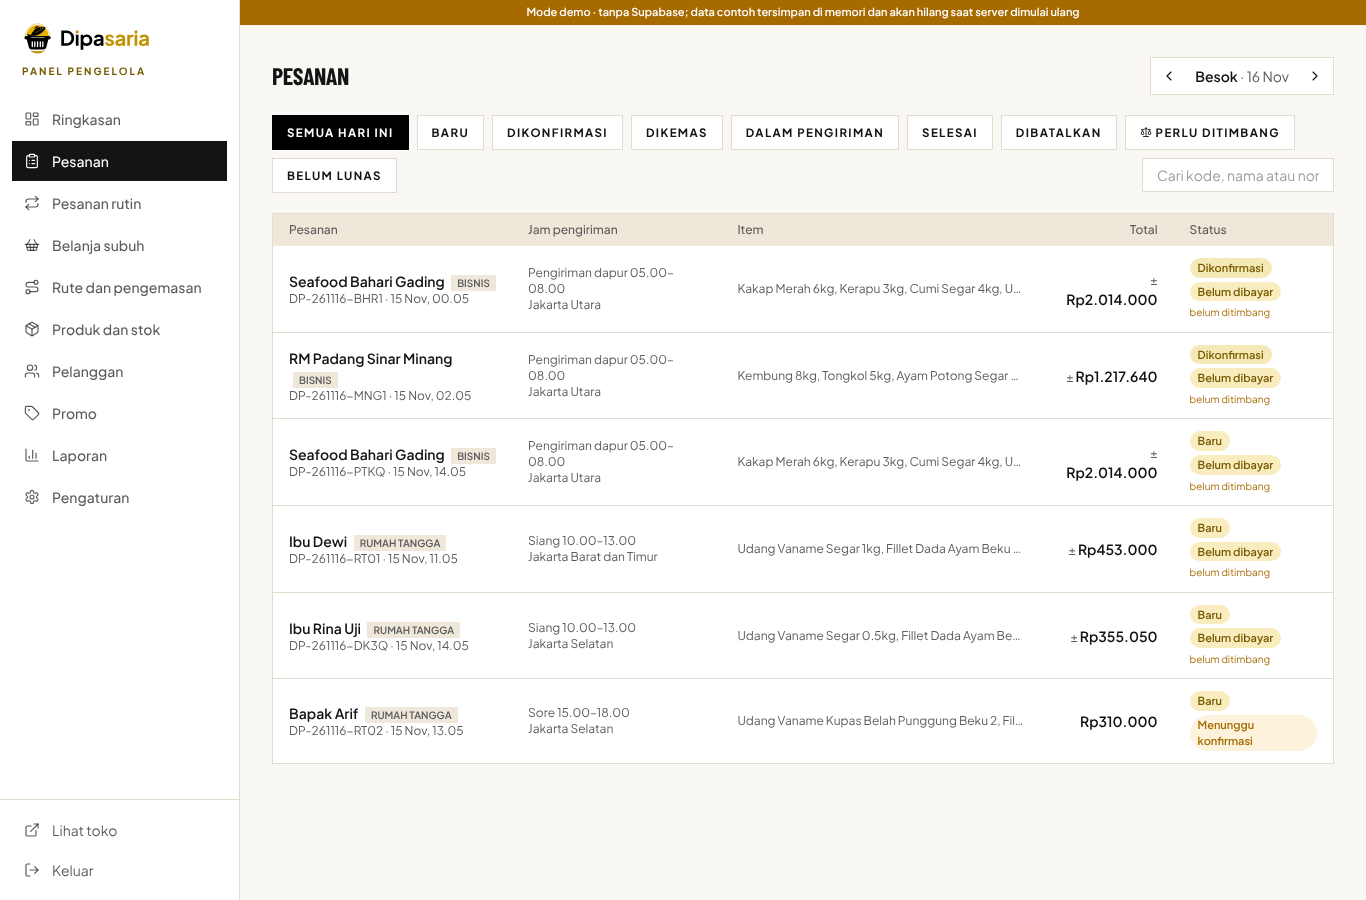 Mode demo · tanpa Supabase; data contoh tersimpan di memori dan akan hilang saat server dimulai ulang
Dipasaria
PANEL PENGELOLA
Ringkasan
Pesanan
Pesanan rutin
Belanja subuh
Rute dan pengemasan
Produk dan stok
Pelanggan
Promo
Laporan
Pengaturan
Lihat toko
Keluar
PESANAN
Besok · 16 Nov
SEMUA HARI INI
BARU
DIKONFIRMASI
DIKEMAS
DALAM PENGIRIMAN
SELESAI
DIBATALKAN
PERLU DITIMBANG
BELUM LUNAS
Cari kode, nama atau nor
Pesanan Jam pengiriman Item Total Status
Seafood Bahari Gading BISNIS
DP-261116-BHR1 · 15 Nov, 00.05
Pengiriman dapur 05.00–
08.00
Jakarta Utara
Kakap Merah 6kg, Kerapu 3kg, Cumi Segar 4kg, U...
±
Rp2.014.000
Dikonfirmasi
Belum dibayar
belum ditimbang
RM Padang Sinar Minang
BISNIS
DP-261116-MNG1 · 15 Nov, 02.05
Pengiriman dapur 05.00–
08.00
Jakarta Utara
Kembung 8kg, Tongkol 5kg, Ayam Potong Segar ...
± Rp1.217.640
Dikonfirmasi
Belum dibayar
belum ditimbang
Seafood Bahari Gading BISNIS
DP-261116-PTKQ · 15 Nov, 14.05
Pengiriman dapur 05.00–
08.00
Jakarta Utara
Kakap Merah 6kg, Kerapu 3kg, Cumi Segar 4kg, U...
±
Rp2.014.000
Baru
Belum dibayar
belum ditimbang
Ibu Dewi RUMAH TANGGA
DP-261116-RT01 · 15 Nov, 11.05
Siang 10.00–13.00
Jakarta Barat dan Timur
Udang Vaname Segar 1kg, Fillet Dada Ayam Beku ...
± Rp453.000
Baru
Belum dibayar
belum ditimbang
Ibu Rina Uji RUMAH TANGGA
DP-261116-DK3Q · 15 Nov, 14.05
Siang 10.00–13.00
Jakarta Selatan
Udang Vaname Segar 0.5kg, Fillet Dada Ayam Be...
± Rp355.050
Baru
Belum dibayar
belum ditimbang
Bapak Arif RUMAH TANGGA
DP-261116-RT02 · 15 Nov, 13.05
Sore 15.00–18.00
Jakarta Selatan
Udang Vaname Kupas Belah Punggung Beku 2, Fil...
Rp310.000
Baru
Menunggu
konfirmasi